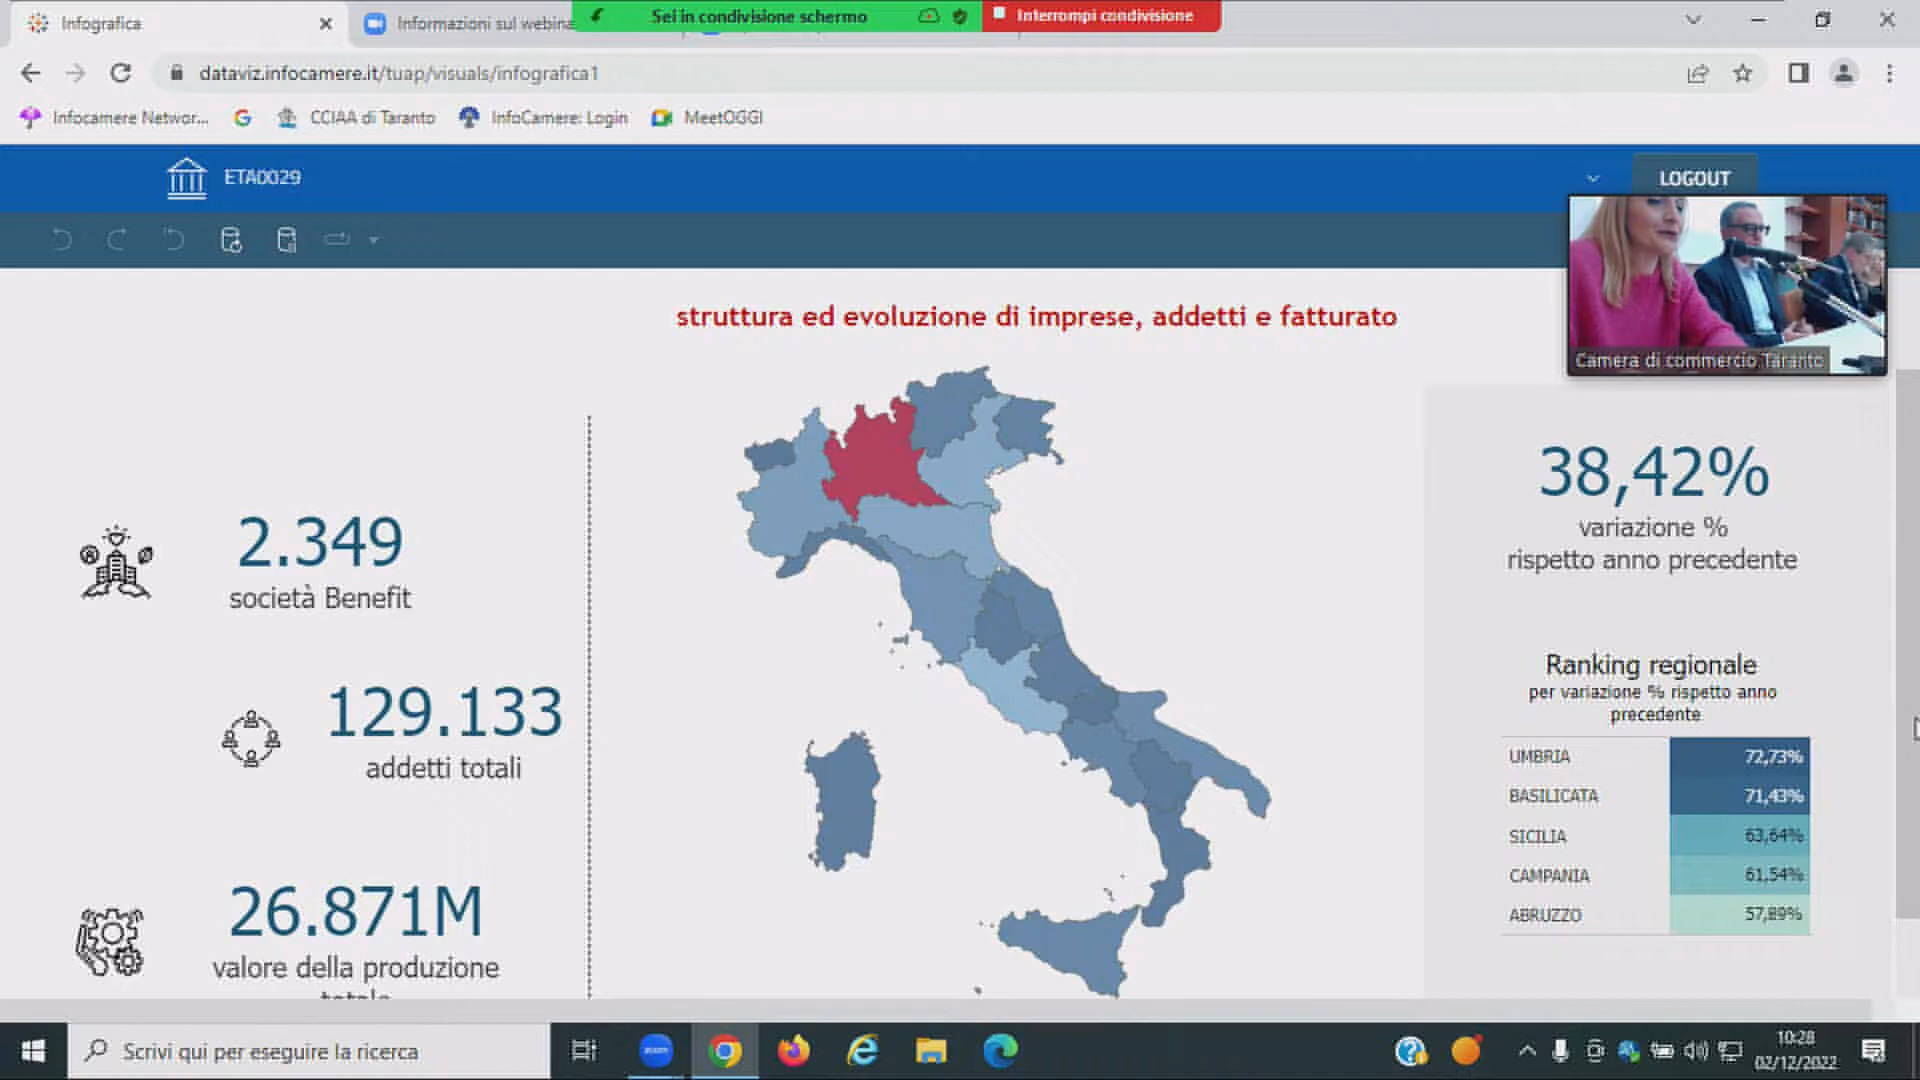 Infografica
Informazioni sul webina
Sei in condivisione schermo
Interrompi condivisione
dataviz.infocamere.it/tuap/visuals/infografica1
Infocamere Networ...
CCIAA di Taranto
InfoCamere: Login
MeetOGGI
ETA0029
LOGOUT
Camera di commercio Taranto
struttura ed evoluzione di imprese, addetti e fatturato
2.349
società Benefit
129.133
addetti totali
26.871M
valore della produzione
totale
38,42%
variazione %
rispetto anno precedente
Ranking regionale
per variazione % rispetto anno
precedente
UMBRIA 72,73%
BASILICATA 71,43%
SICILIA 63,64%
CAMPANIA 61,54%
ABRUZZO 57,89%
Scrivi qui per eseguire la ricerca
zoom
10:28
02/12/2022